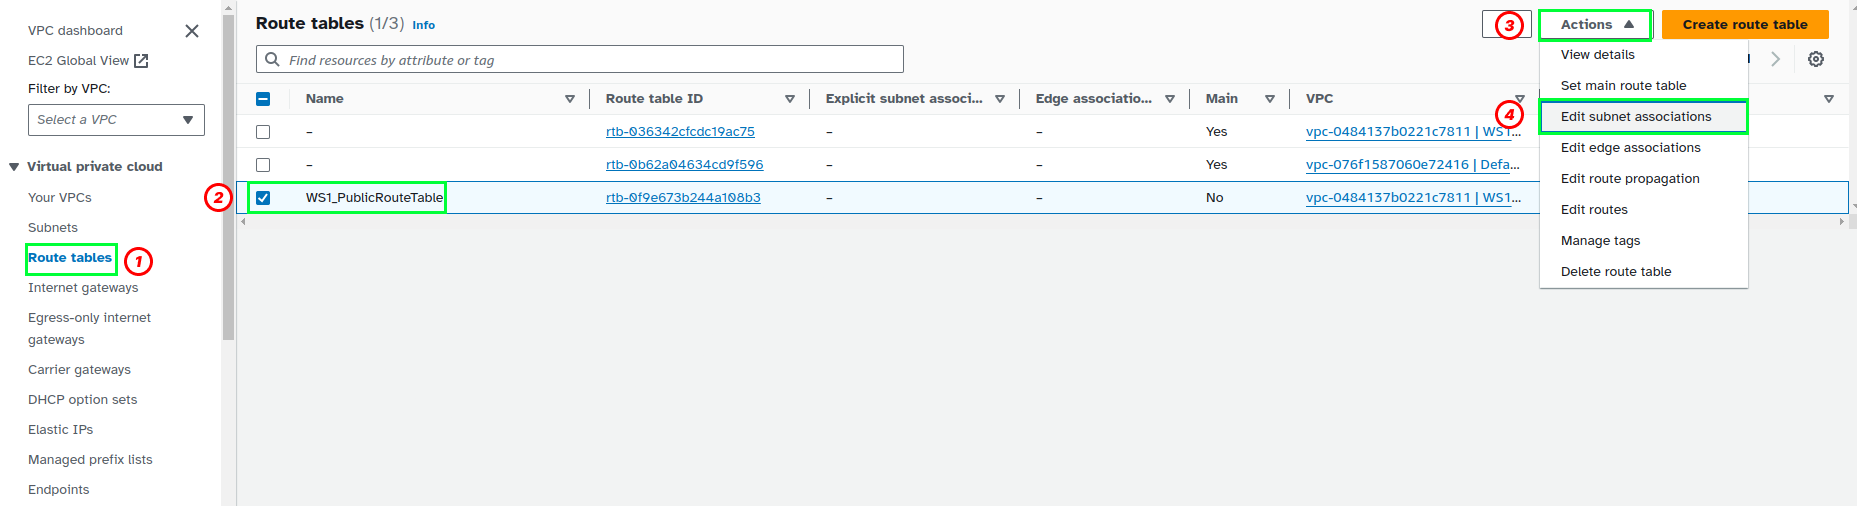 VPC dashboard
EC2 Global View
Filter by VPC:
Select a VPC
Virtual private cloud
Your VPCs
Subnets
Route tables
1
Internet gateways
Egress-only internet
gateways
Carrier gateways
DHCP option sets
Elastic IPs
Managed prefix lists
Endpoints
Route tables (1/3) Info
3
Actions
Create route table
Find resources by attribute or tag
View details
Set main route table
4
Edit subnet associations
Edit edge associations
Edit route propagation
Edit routes
Manage tags
Delete route table
Name Route table ID Explicit subnet associ... Edge associatio... Main VPC
– rtb-036342cfcdc19ac75 – – Yes vpc-0484137b0221c7811 | WS1...
– rtb-0b62a04634cd9f596 – – Yes vpc-076f1587060e72416 | Defa...
2 WS1_PublicRouteTable rtb-0f9e673b244a108b3 – – No vpc-0484137b0221c7811 | WS1...